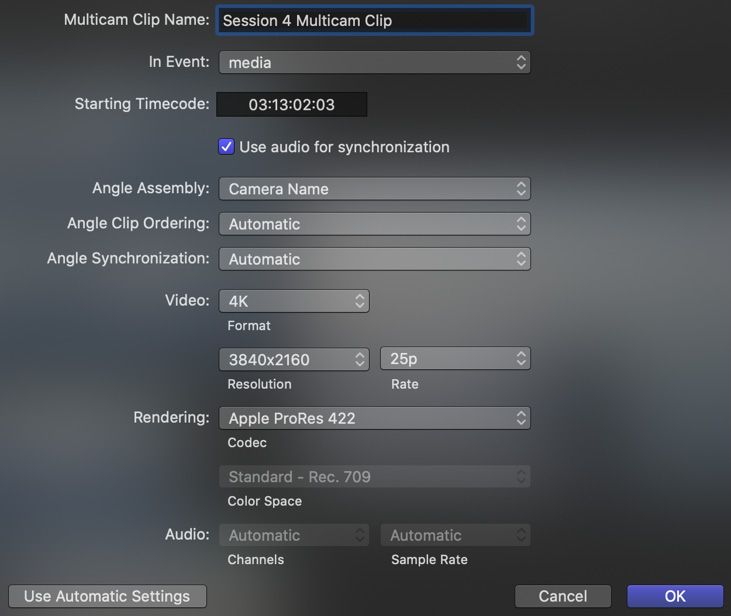 Multicam Clip Name: Session 4 Multicam Clip
In Event: media
Starting Timecode: 03:13:02:03
Use audio for synchronization
Angle Assembly: Camera Name
Angle Clip Ordering: Automatic
Angle Synchronization: Automatic
Video: 4K
Format
3840x2160 25p
Resolution Rate
Rendering: Apple ProRes 422
Codec
Standard - Rec. 709
Color Space
Audio: Automatic Automatic
Channels Sample Rate
Use Automatic Settings Cancel OK